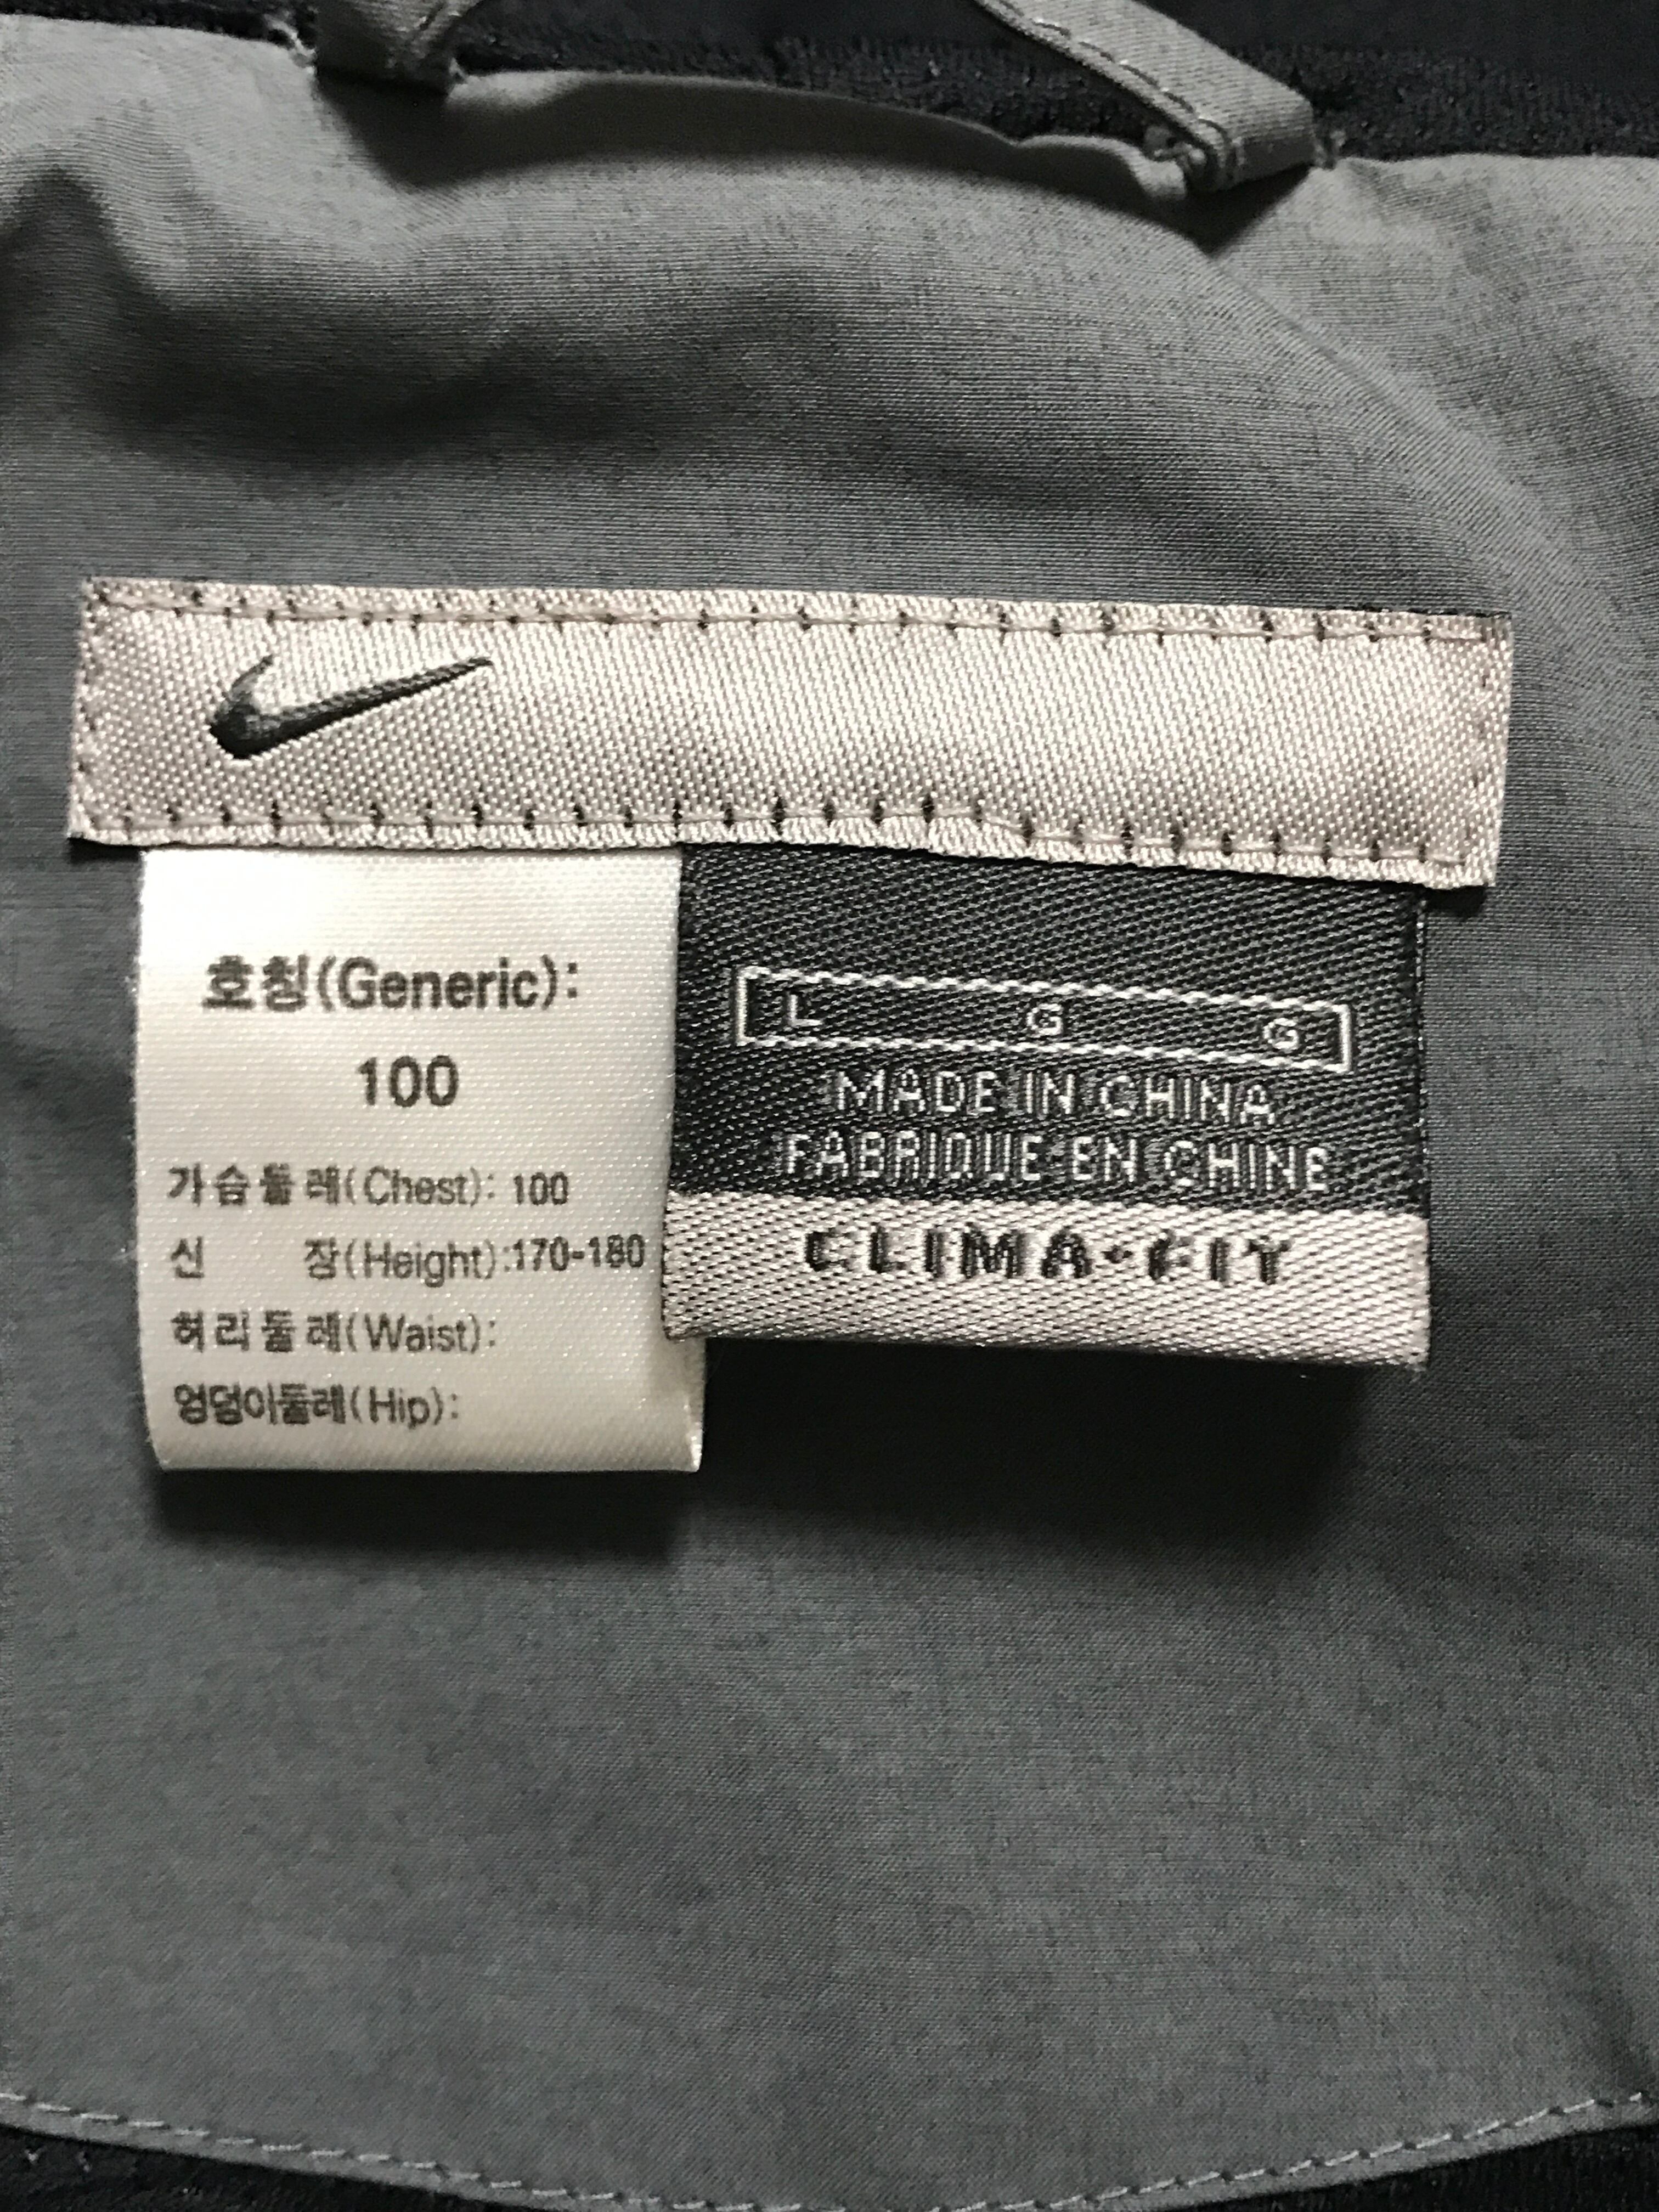 호칭(Generic):
100
가슴둘레(Chest): 100
신 장(Height):170-180
허리둘레(Waist):
엉덩이둘레(Hip):
L G G
MADE IN CHINA
FABRIQUE EN CHINE
CLIMA·FIT